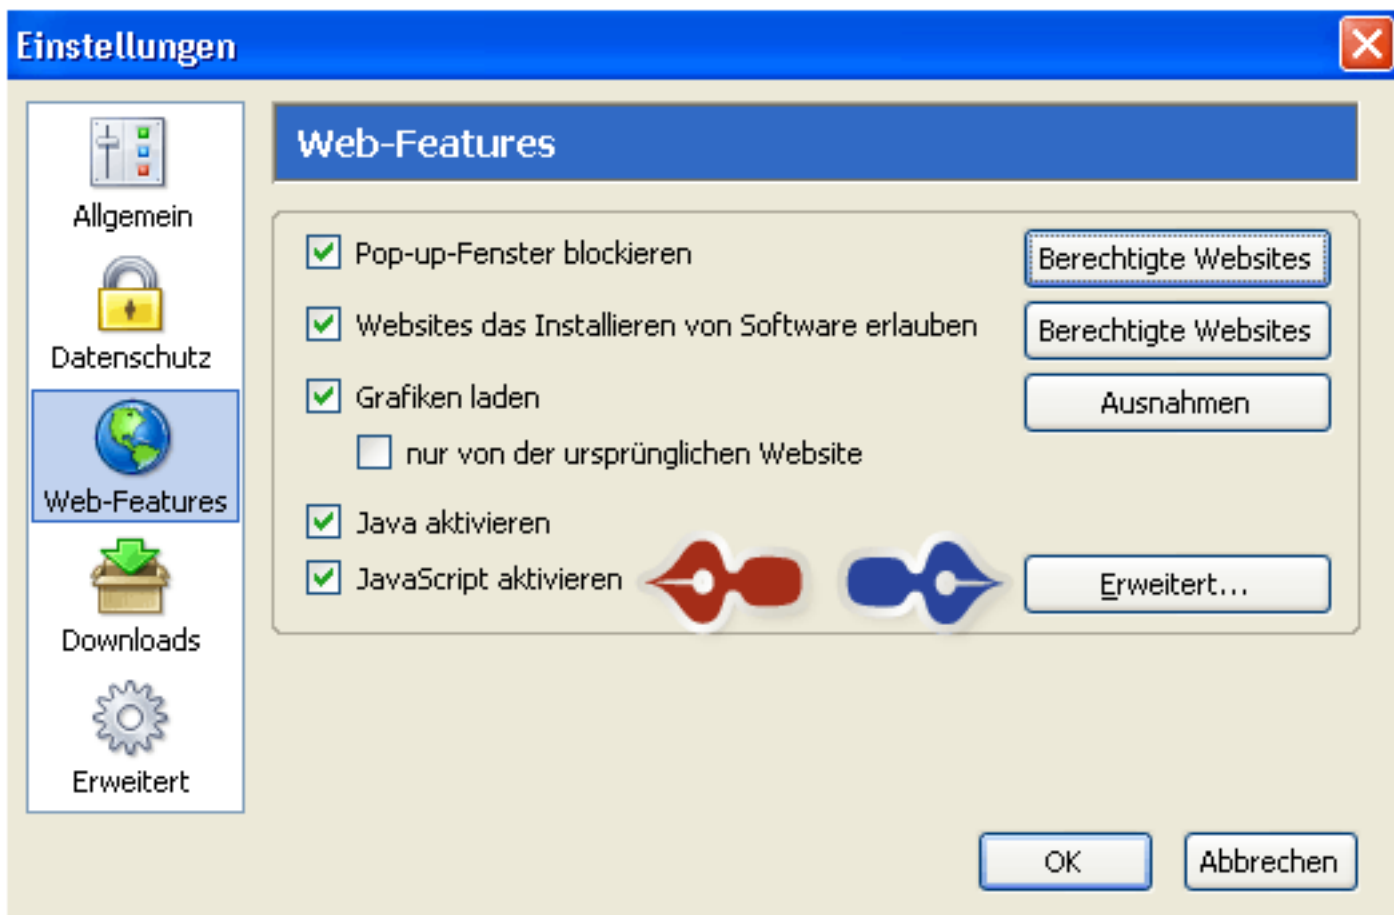 Einstellungen
Allgemein
Datenschutz
Web-Features
Downloads
Erweitert
Web-Features
Pop-up-Fenster blockieren
Berechtigte Websites
Websites das Installieren von Software erlauben
Berechtigte Websites
Grafiken laden
Ausnahmen
nur von der ursprünglichen Website
Java aktivieren
JavaScript aktivieren
Erweitert...
OK
Abbrechen